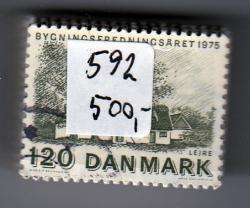 BYGNINGSFREDNINGSÅRET 1975
592
500,-
LEJRE
120 DANMARK